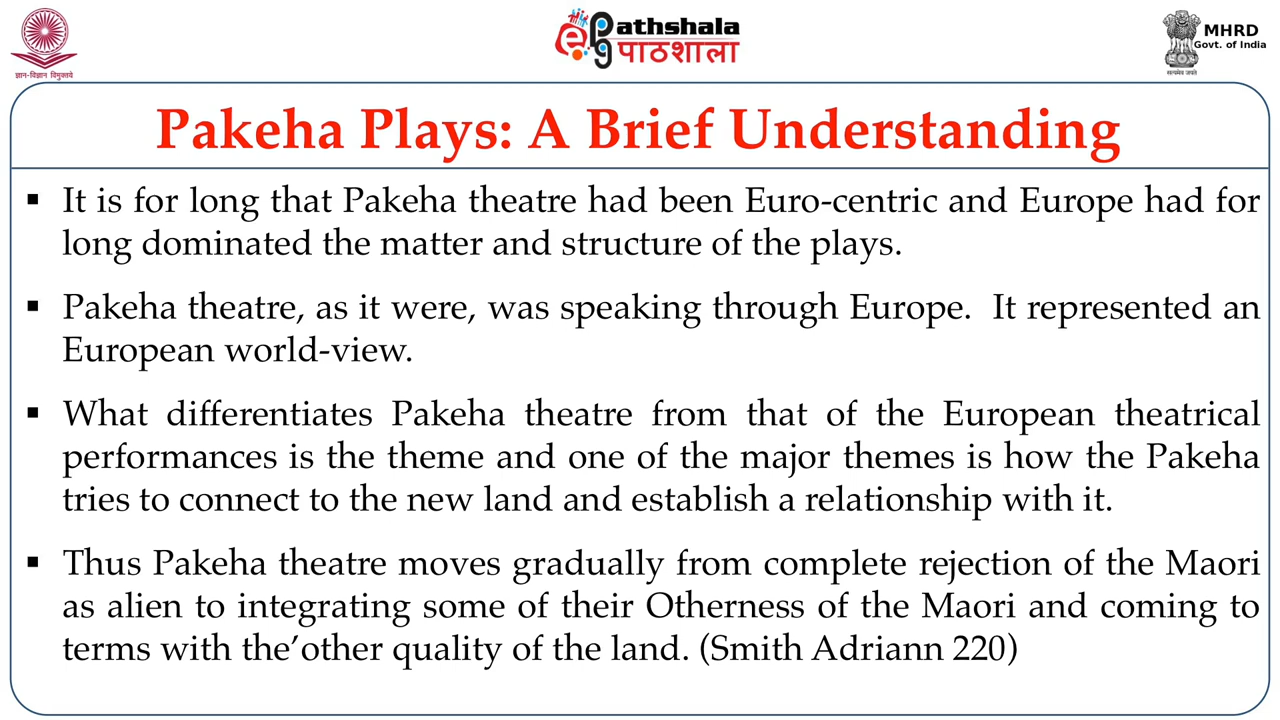 ePG Pathshala
पाठशाला
MHRD
Govt. of India
ज्ञान-विज्ञान विमुक्तये
सत्यमेव जयते
Pakeha Plays: A Brief Understanding
▪ It is for long that Pakeha theatre had been Euro-centric and Europe had for
long dominated the matter and structure of the plays.
▪ Pakeha theatre, as it were, was speaking through Europe.  It represented an
European world-view.
▪ What differentiates Pakeha theatre from that of the European theatrical
performances is the theme and one of the major themes is how the Pakeha
tries to connect to the new land and establish a relationship with it.
▪ Thus Pakeha theatre moves gradually from complete rejection of the Maori
as alien to integrating some of their Otherness of the Maori and coming to
terms with the’other quality of the land. (Smith Adriann 220)